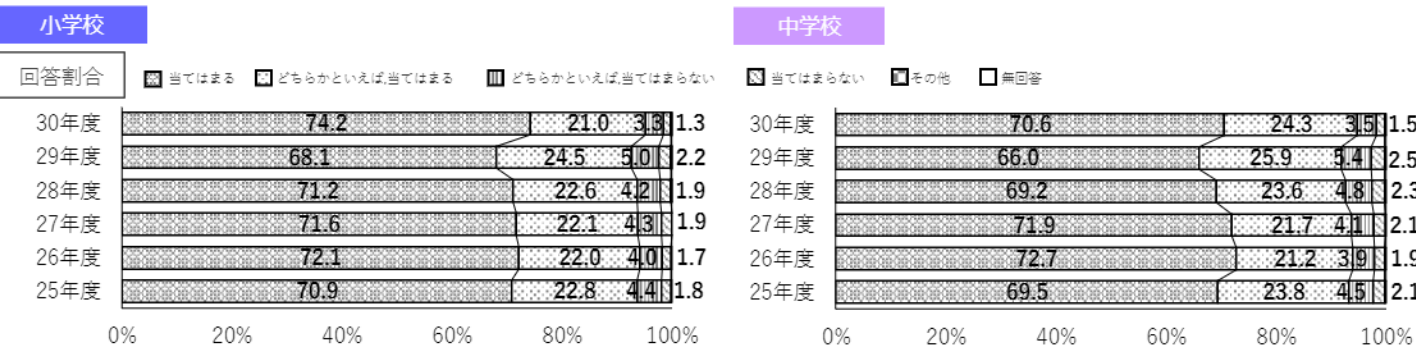 小学校
中学校
回答割合
当てはまる どちらかといえば,当てはまる どちらかといえば,当てはまらない 当てはまらない その他 無回答
30年度 74.2 21.0 3.3 1.3
29年度 68.1 24.5 5.0 2.2
28年度 71.2 22.6 4.2 1.9
27年度 71.6 22.1 4.3 1.9
26年度 72.1 22.0 4.0 1.7
25年度 70.9 22.8 4.4 1.8
0% 20% 40% 60% 80% 100%
30年度 70.6 24.3 3.5 1.5
29年度 66.0 25.9 5.4 2.5
28年度 69.2 23.6 4.8 2.3
27年度 71.9 21.7 4.1 2.1
26年度 72.7 21.2 3.9 1.9
25年度 69.5 23.8 4.5 2.1
0% 20% 40% 60% 80% 100%